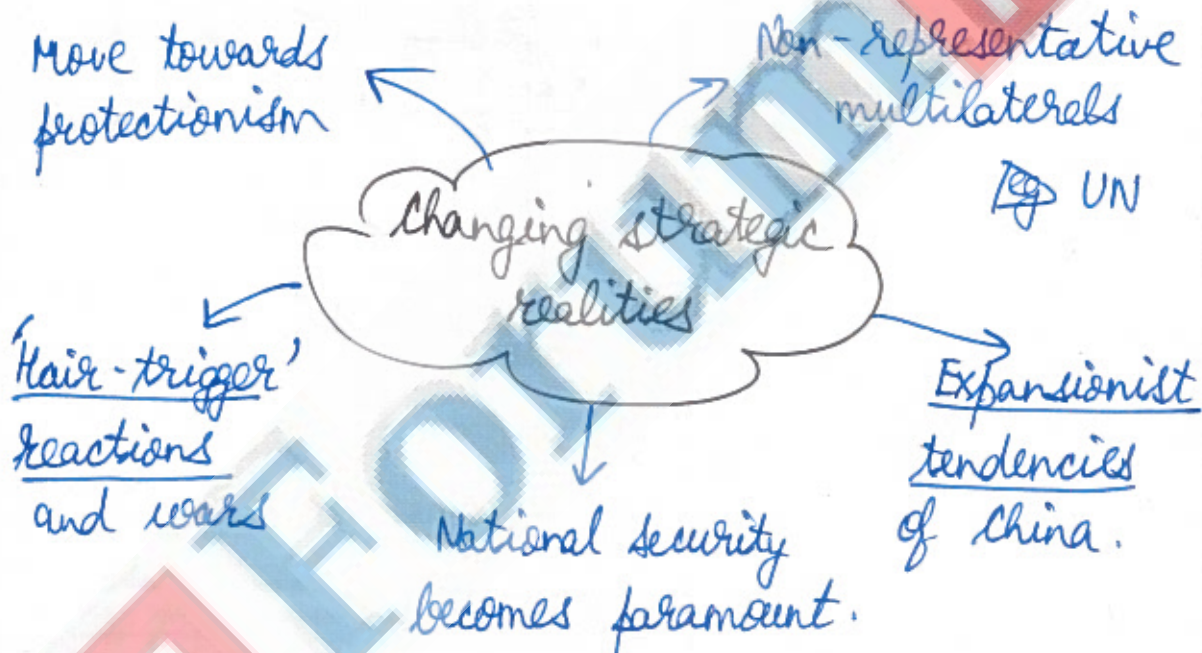 Move towards
protectionism
Non-representative
multilaterals
eg UN
Changing strategic
realities
'Hair-trigger'
reactions
and wars
National security
becomes paramount.
Expansionist
tendencies
of China.
Forum